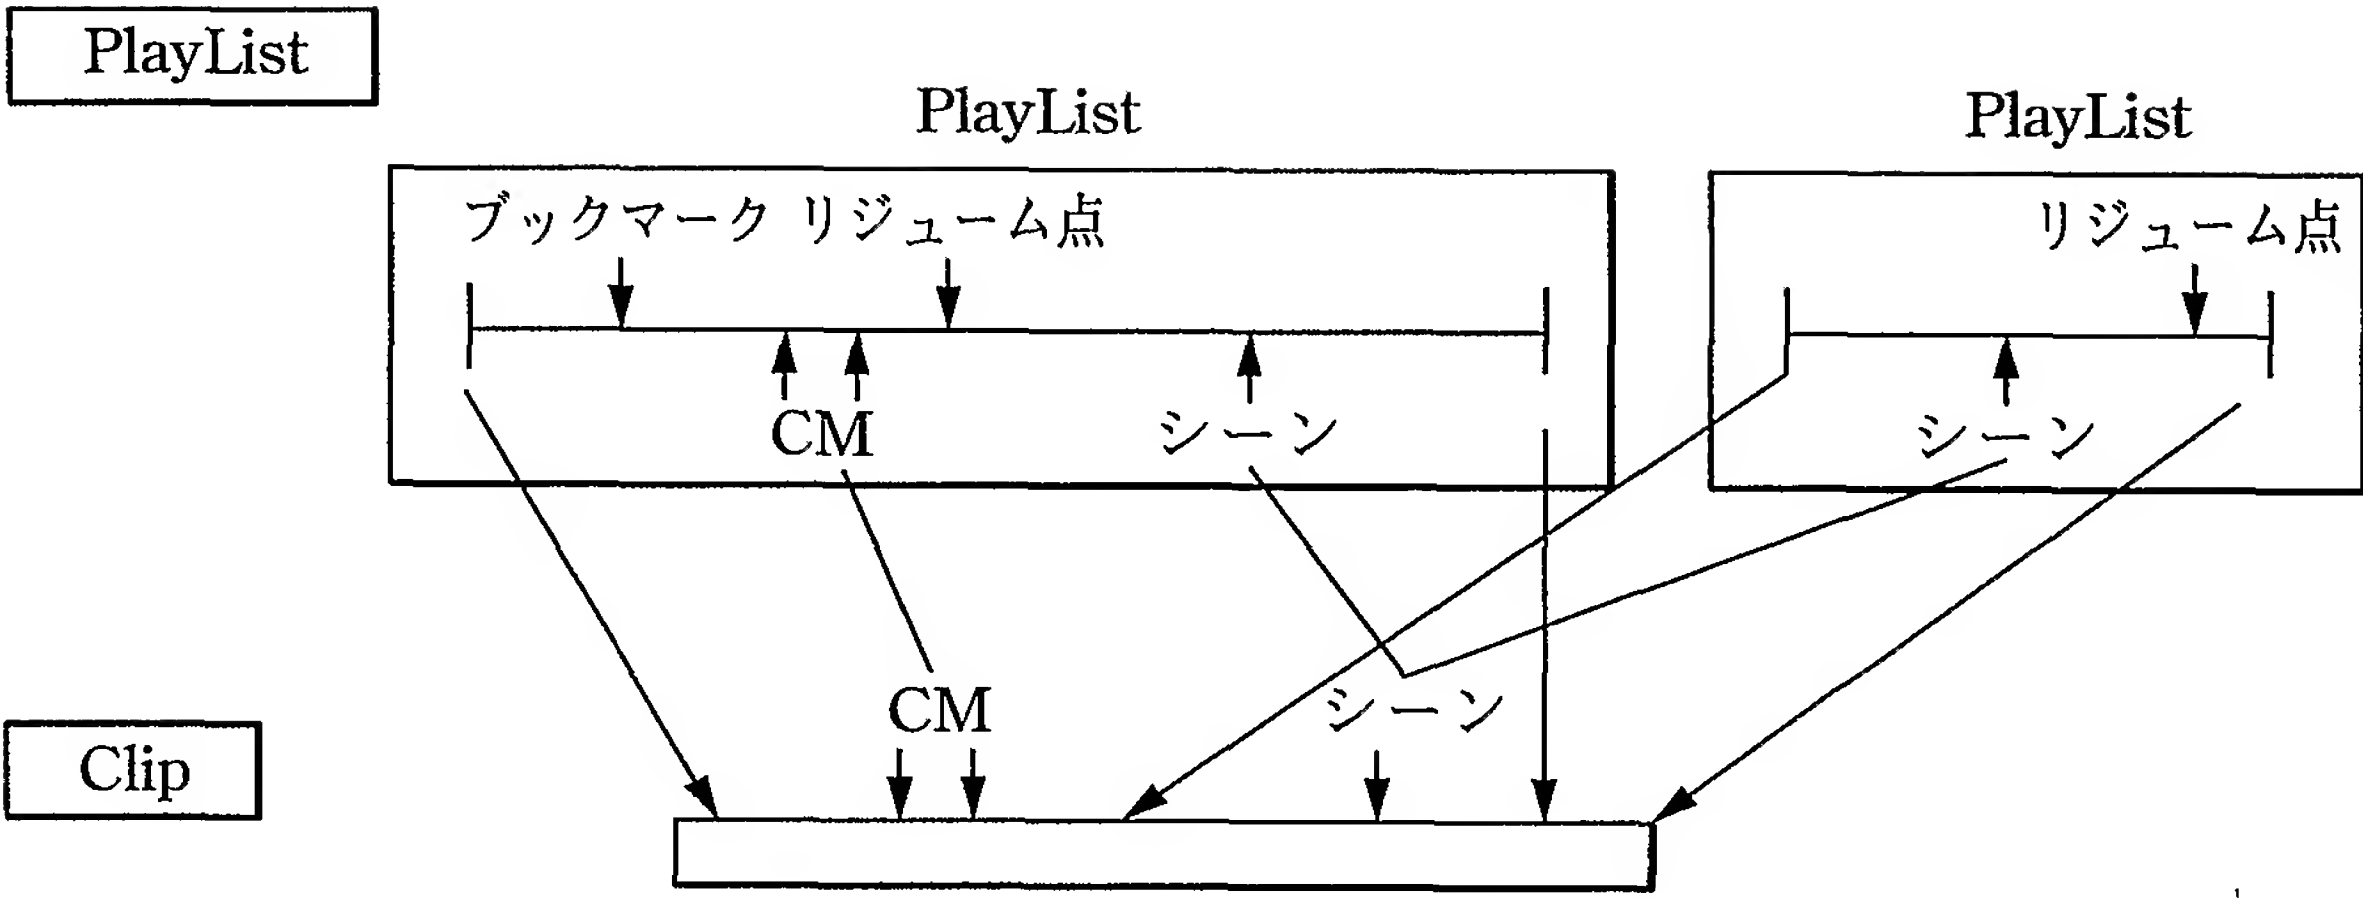 PlayList
PlayList
PlayList
ブックマーク リジューム点
リジューム点
CM
シーン
シーン
CM
シーン
Clip